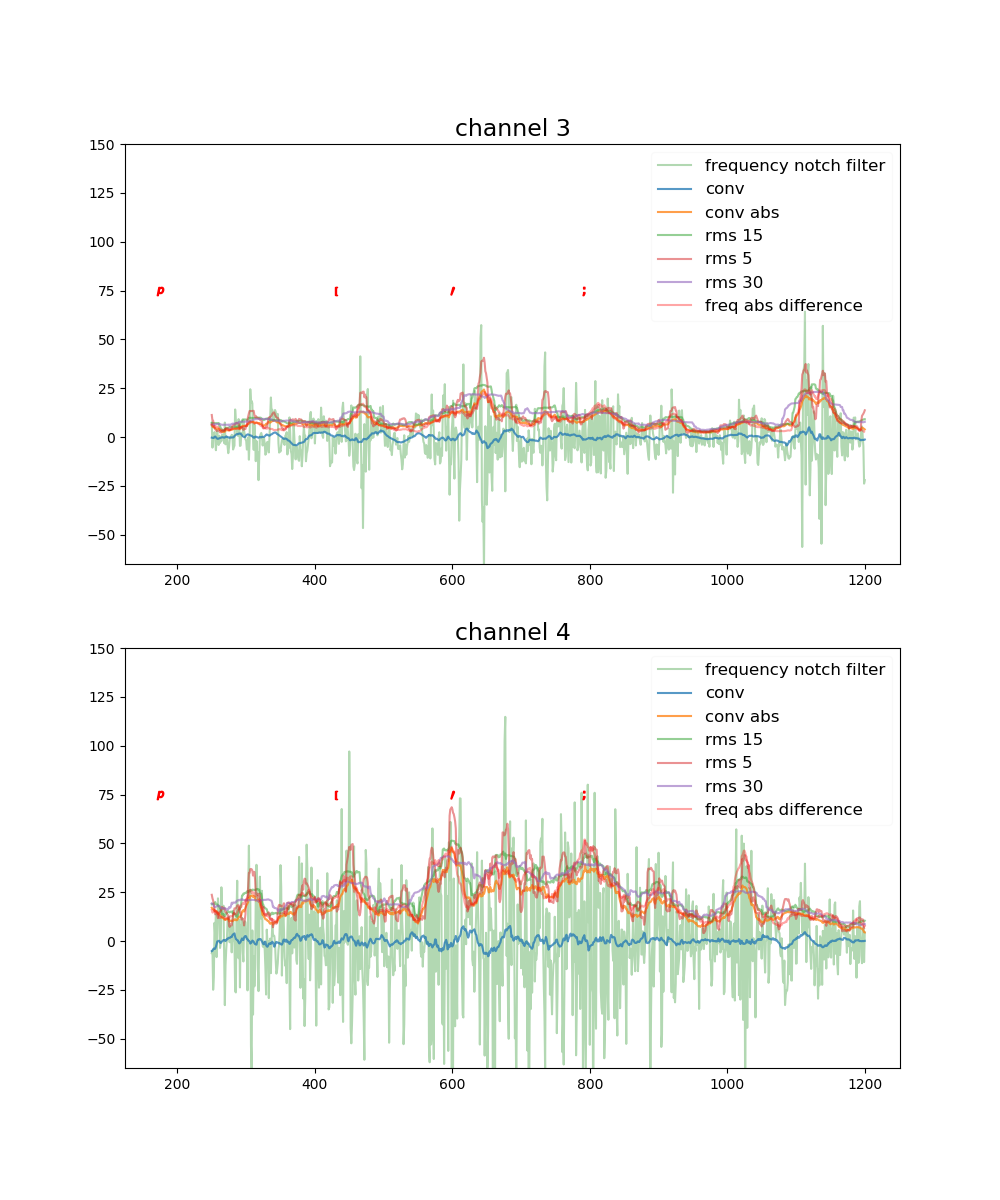 channel 3
150
125
100
75
50
25
0
−25
−50
frequency notch filter
conv
conv abs
rms 15
rms 5
rms 30
freq abs difference
p [ ' ;
200 400 600 800 1000 1200
channel 4
150
125
100
75
50
25
0
−25
−50
frequency notch filter
conv
conv abs
rms 15
rms 5
rms 30
freq abs difference
p [ ' ;
200 400 600 800 1000 1200